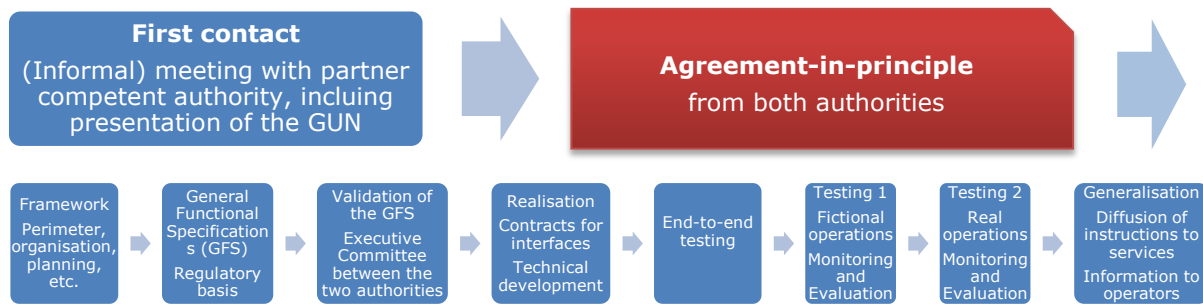 First contact
(Informal) meeting with partner
competent authority, incluing
presentation of the GUN
Agreement-in-principle
from both authorities
Framework
Perimeter,
organisation,
planning,
etc.
General
Functional
Specification
s (GFS)
Regulatory
basis
Validation of
the GFS
Executive
Committee
between the
two authorities
Realisation
Contracts for
interfaces
Technical
development
End-to-end
testing
Testing 1
Fictional
operations
Monitoring
and
Evaluation
Testing 2
Real
operations
Monitoring
and
Evaluation
Generalisation
Diffusion of
instructions to
services
Information to
operators